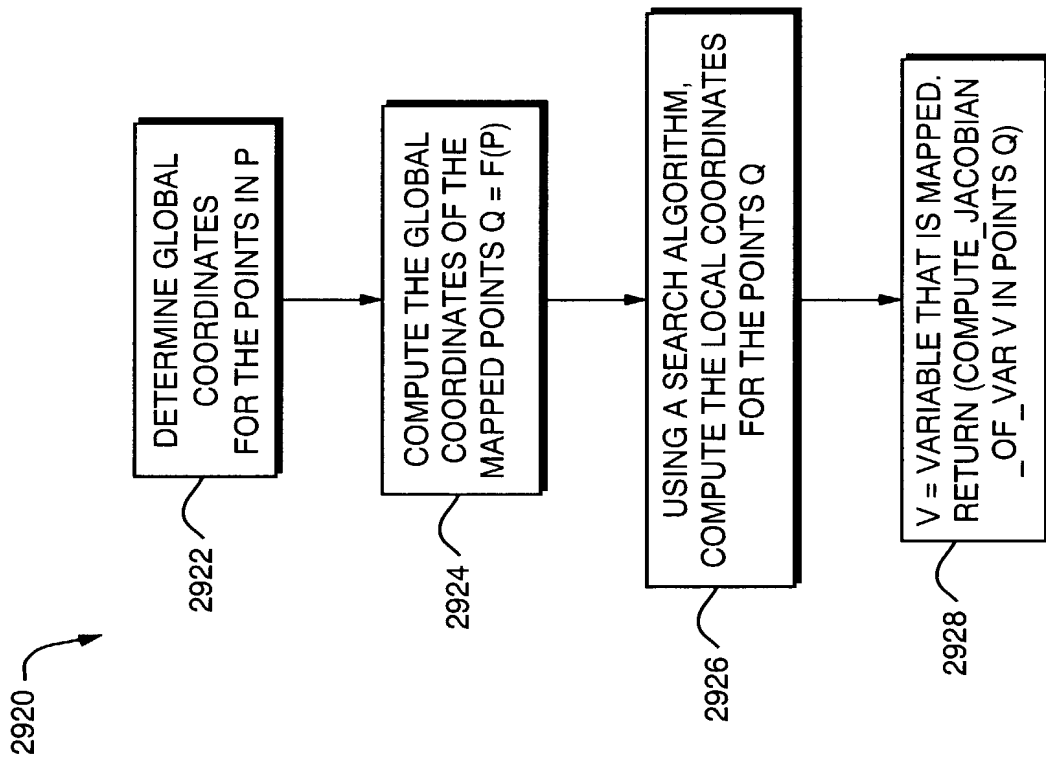 2920
2922
DETERMINE GLOBAL
COORDINATES
FOR THE POINTS IN P
2924
COMPUTE THE GLOBAL
COORDINATES OF THE
MAPPED POINTS Q = F(P)
2926
USING A SEARCH ALGORITHM,
COMPUTE THE LOCAL COORDINATES
FOR THE POINTS Q
2928
V = VARIABLE THAT IS MAPPED.
RETURN (COMPUTE_JACOBIAN
_OF_VAR V IN POINTS Q)